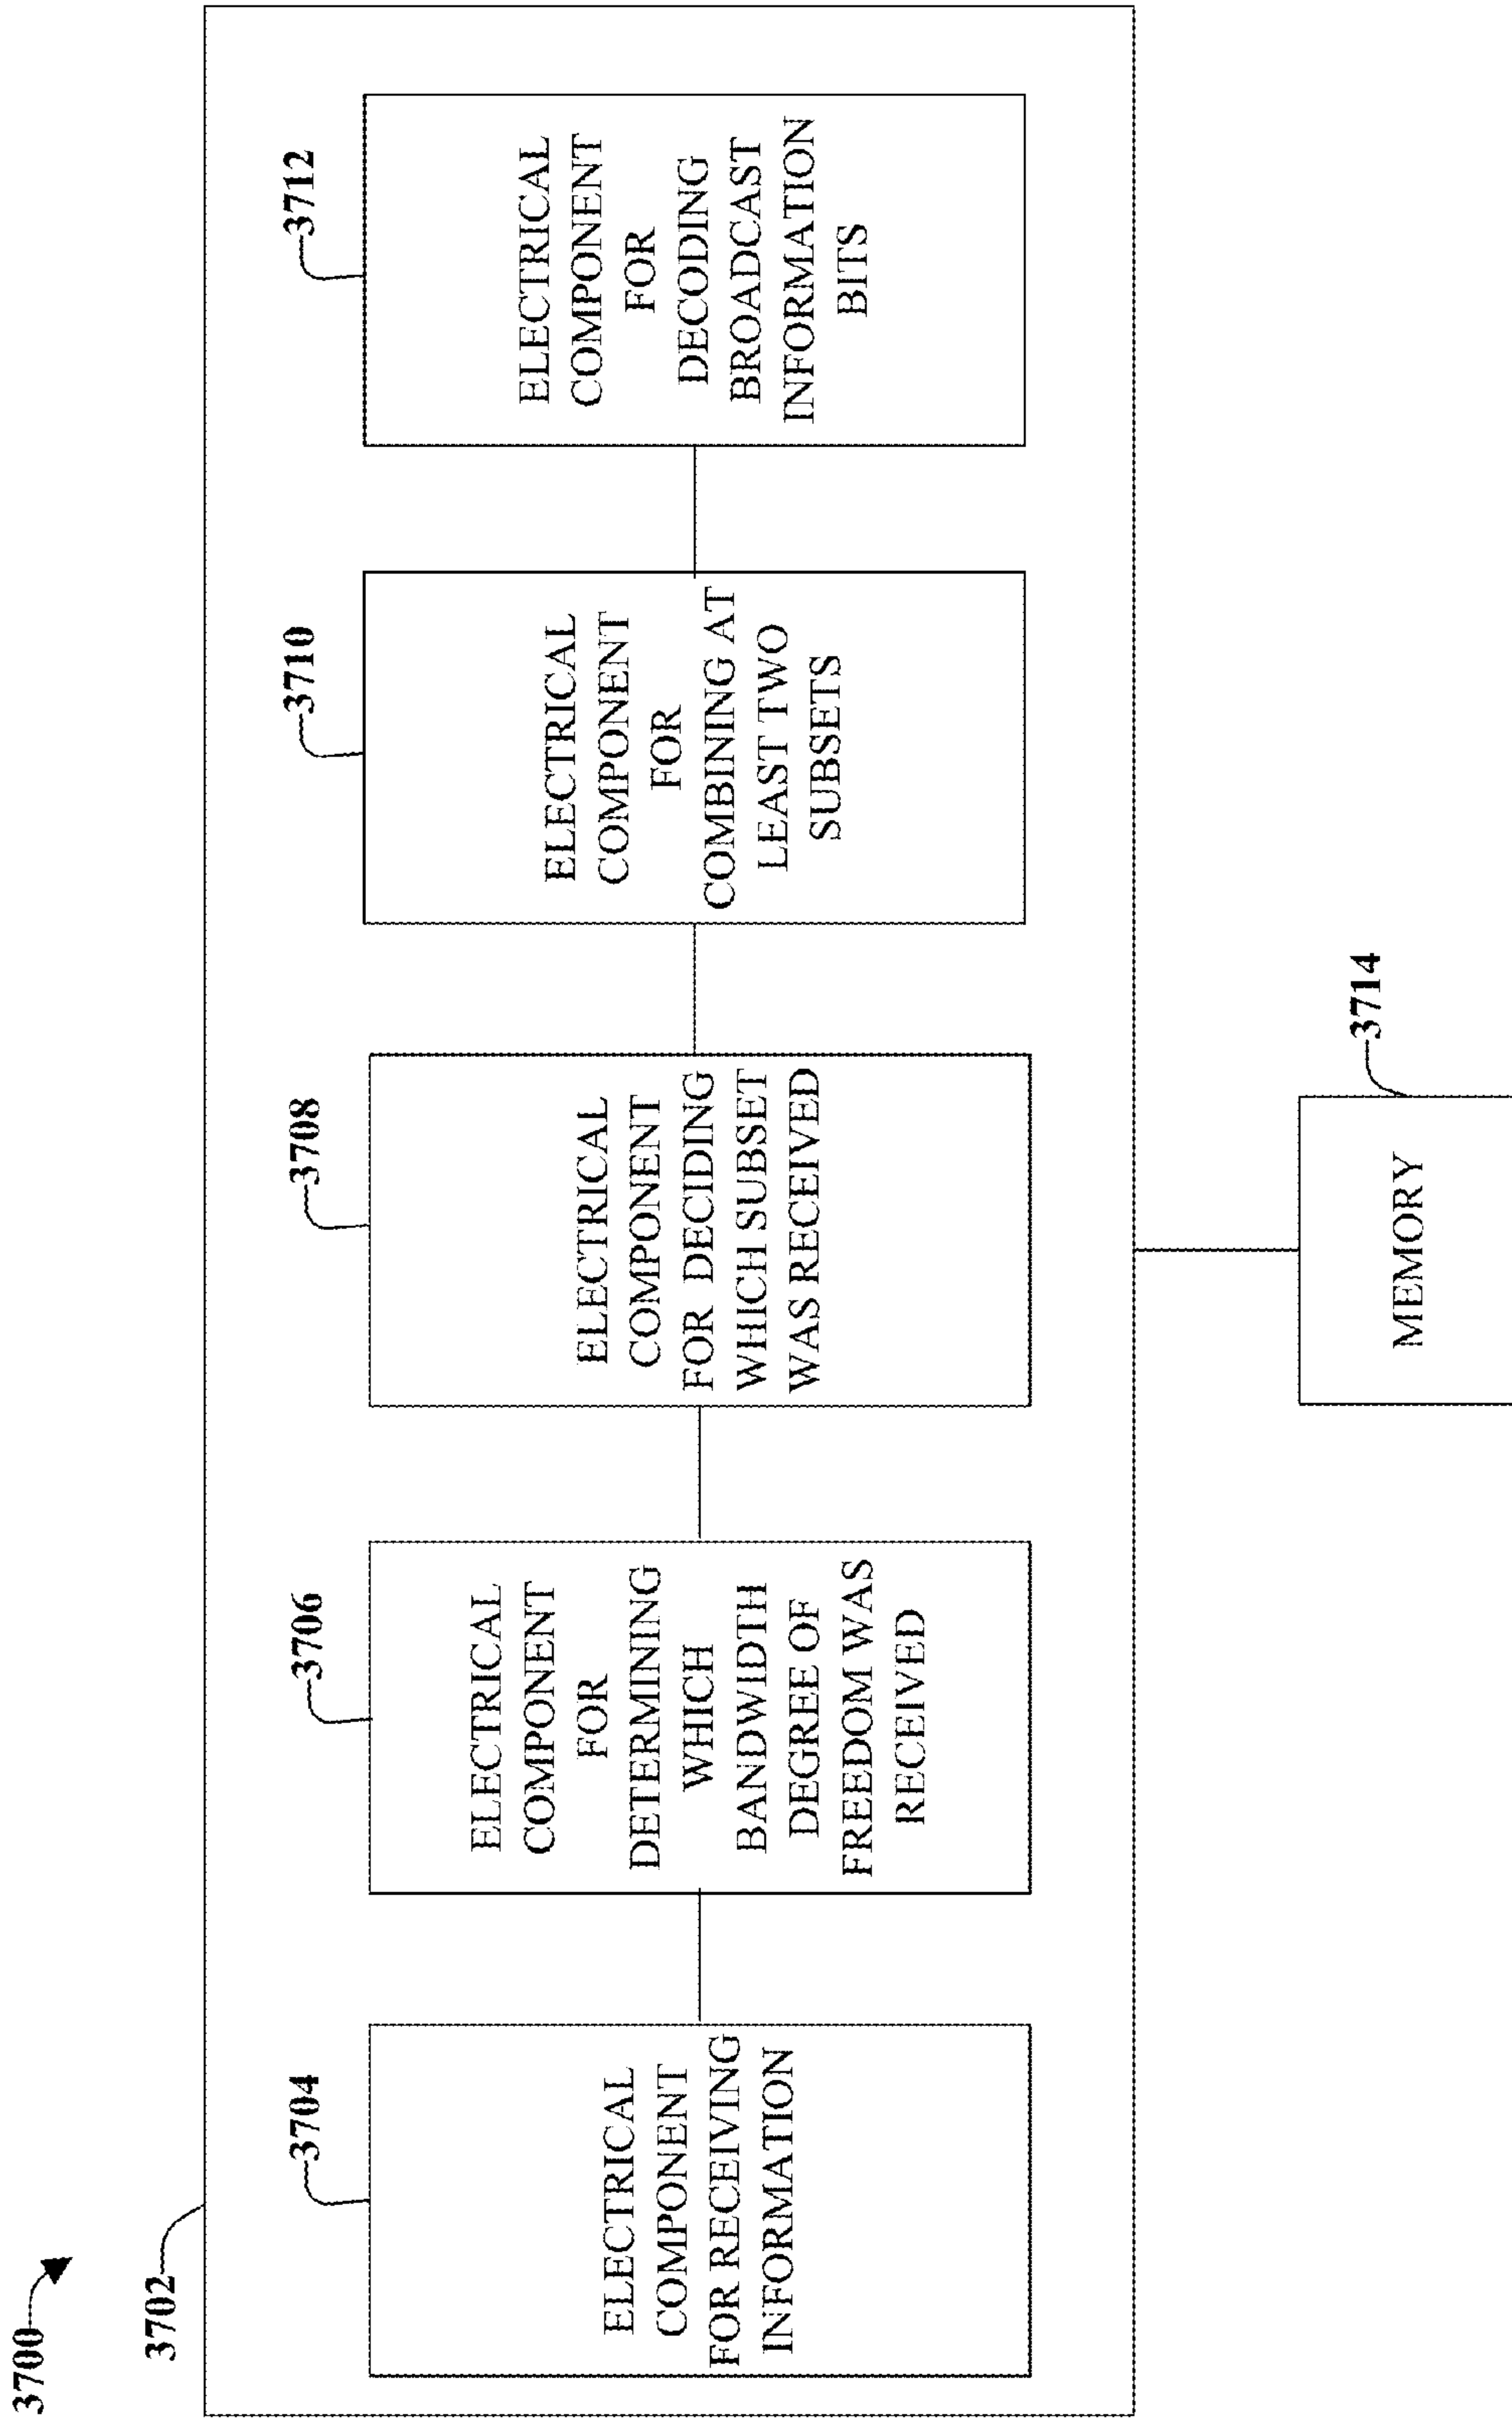 3700
3702
3704
ELECTRICAL
COMPONENT
FOR RECEIVING
INFORMATION
3706
ELECTRICAL
COMPONENT
FOR
DETERMINING
WHICH
BANDWIDTH
DEGREE OF
FREEDOM WAS
RECEIVED
3708
ELECTRICAL
COMPONENT
FOR DECIDING
WHICH SUBSET
WAS RECEIVED
3710
ELECTRICAL
COMPONENT
FOR
COMBINING AT
LEAST TWO
SUBSETS
3712
ELECTRICAL
COMPONENT
FOR
DECODING
BROADCAST
INFORMATION
BITS
3714
MEMORY